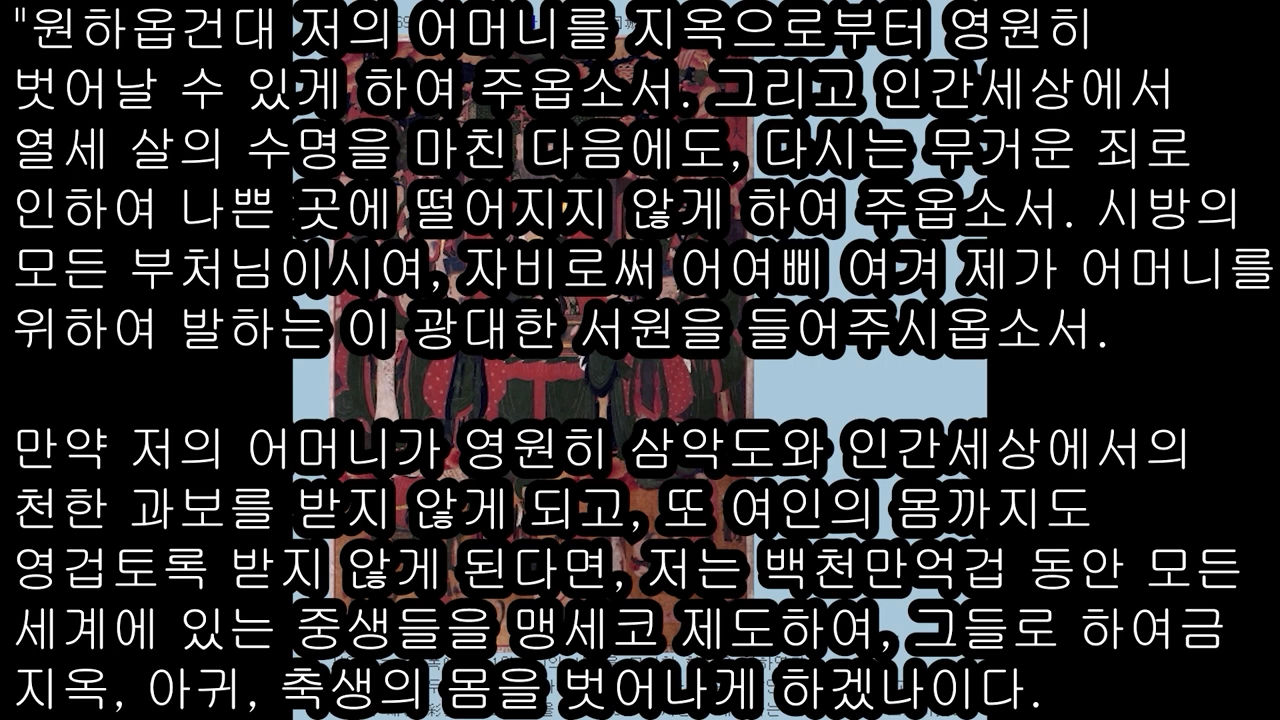 "원하옵건대 저의 어머니를 지옥으로부터 영원히
벗어날 수 있게 하여 주옵소서. 그리고 인간세상에서
열세 살의 수명을 마친 다음에도, 다시는 무거운 죄로
인하여 나쁜 곳에 떨어지지 않게 하여 주옵소서. 시방의
모든 부처님이시여, 자비로써 어여삐 여겨 제가 어머니를
위하여 발하는 이 광대한 서원을 들어주시옵소서.
만약 저의 어머니가 영원히 삼악도와 인간세상에서의
천한 과보를 받지 않게 되고, 또 여인의 몸까지도
영겁토록 받지 않게 된다면, 저는 백천만억겁 동안 모든
세계에 있는 중생들을 맹세코 제도하여, 그들로 하여금
지옥, 아귀, 축생의 몸을 벗어나게 하겠나이다.